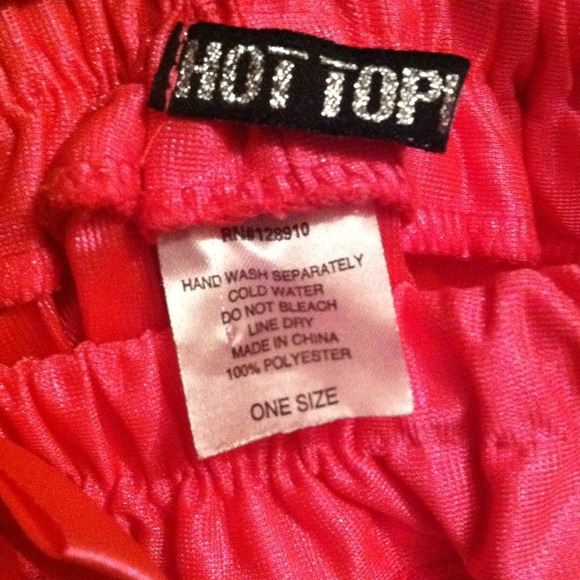 HOT TOPI
RN#128910
HAND WASH SEPARATELY
COLD WATER
DO NOT BLEACH
LINE DRY
MADE IN CHINA
100% POLYESTER
ONE SIZE